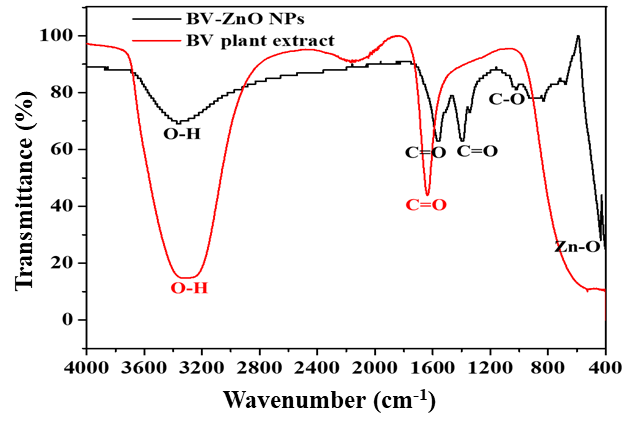 BV-ZnO NPs
BV plant extract
Transmittance (%)
100
80
60
40
20
0
O-H
O-H
C=O
C=O
C=O
C-O
Zn-O
4000 3600 3200 2800 2400 2000 1600 1200 800 400
Wavenumber (cm⁻¹)